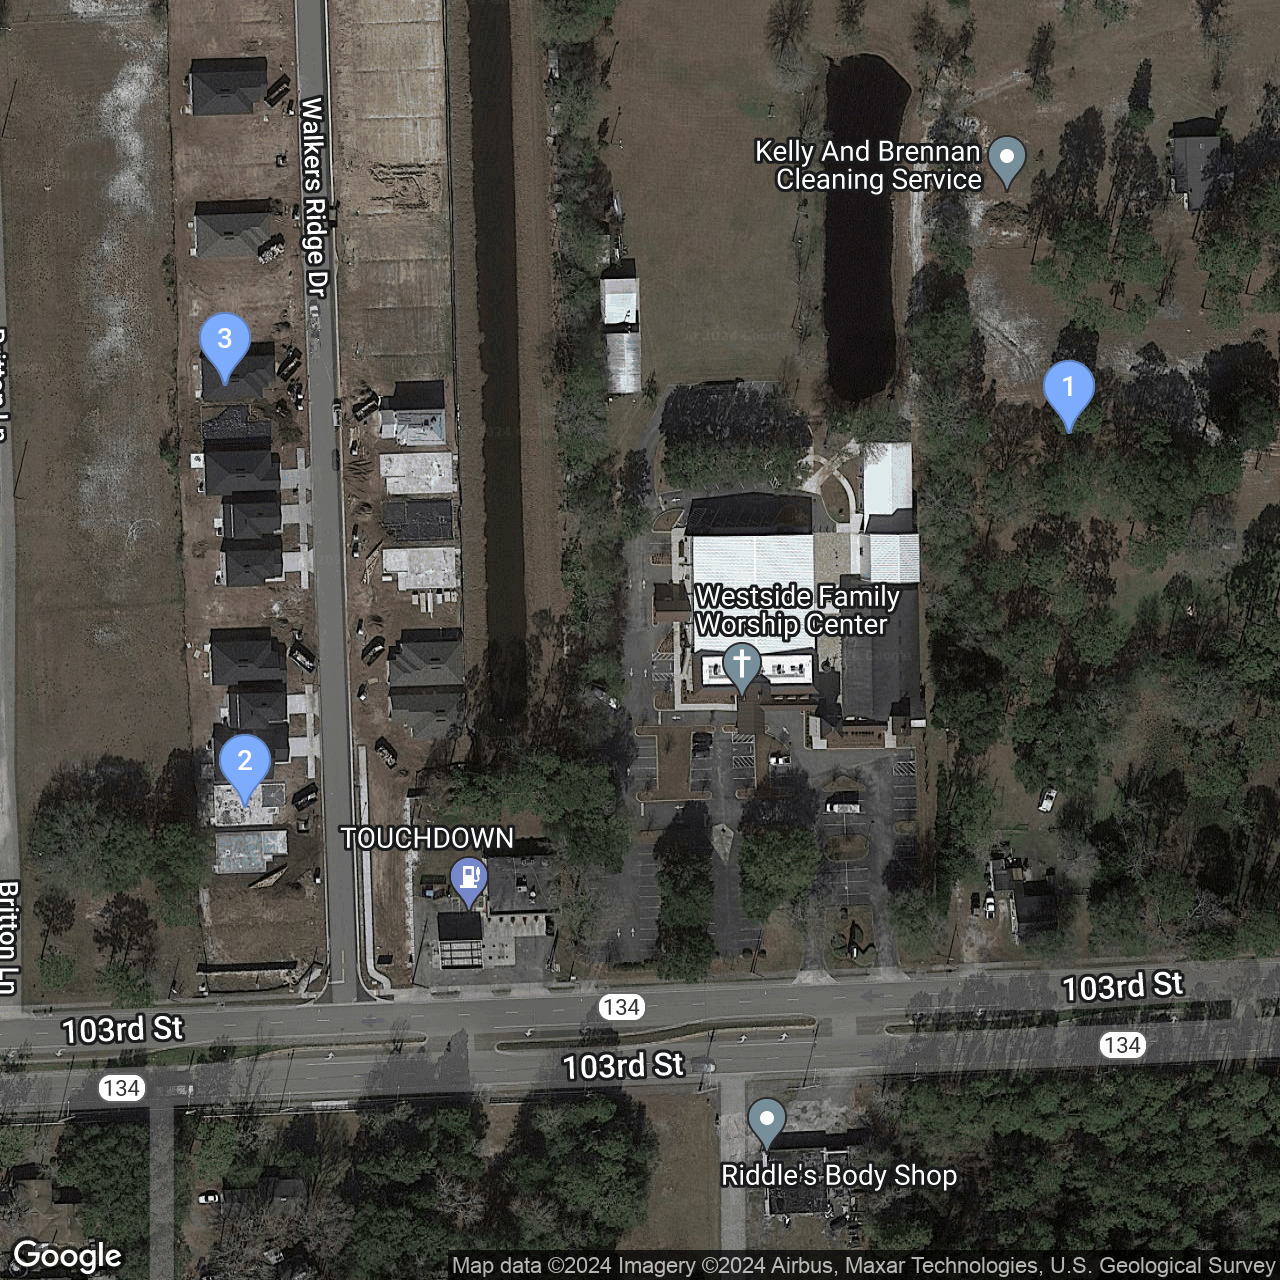 Walkers Ridge Dr
Kelly And Brennan
Cleaning Service
3
1
Britton Ln
Westside Family
Worship Center
2
TOUCHDOWN
Britton Ln
103rd St
134
103rd St
134
103rd St
134
Riddle's Body Shop
Google
Map data ©2024 Imagery ©2024 Airbus, Maxar Technologies, U.S. Geological Survey